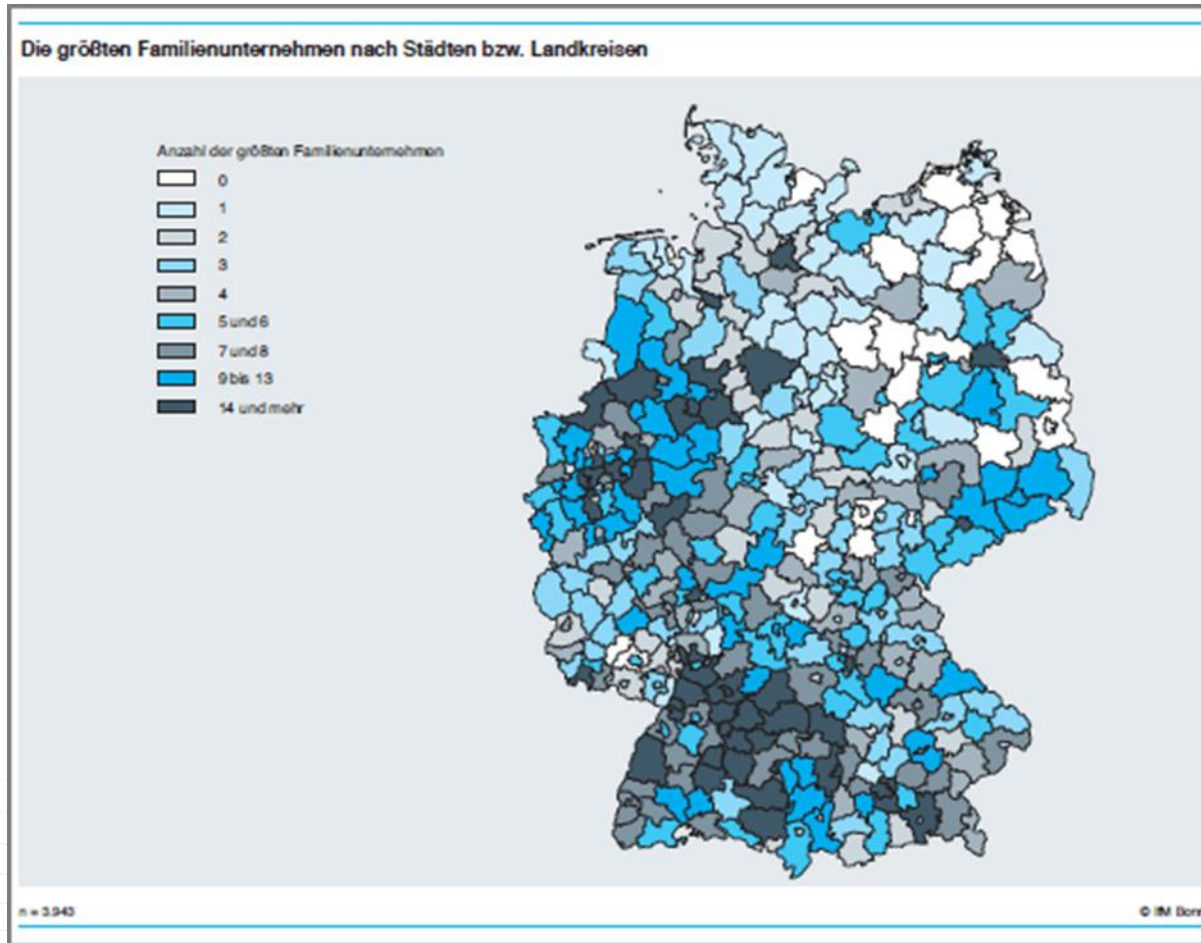 Die größten Familienunternehmen nach Städten bzw. Landkreisen
Anzahl der größten Familienunternehmen
0
1
2
3
4
5 und 6
7 und 8
9 bis 13
14 und mehr
n = 3.943
© IfM Bonn